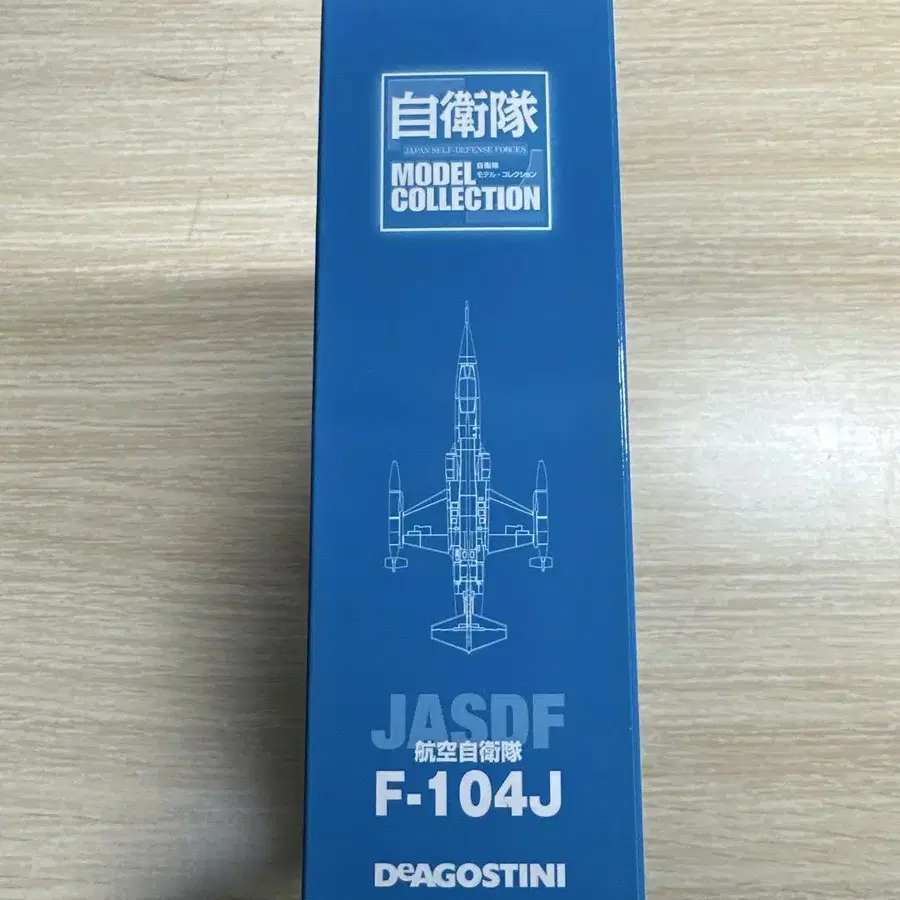 自衛隊
JAPAN SELF-DEFENSE FORCES
MODEL 自衛隊
COLLECTION モデル・コレクション
JASDF
航空自衛隊
F-104J
DeAGOSTINI